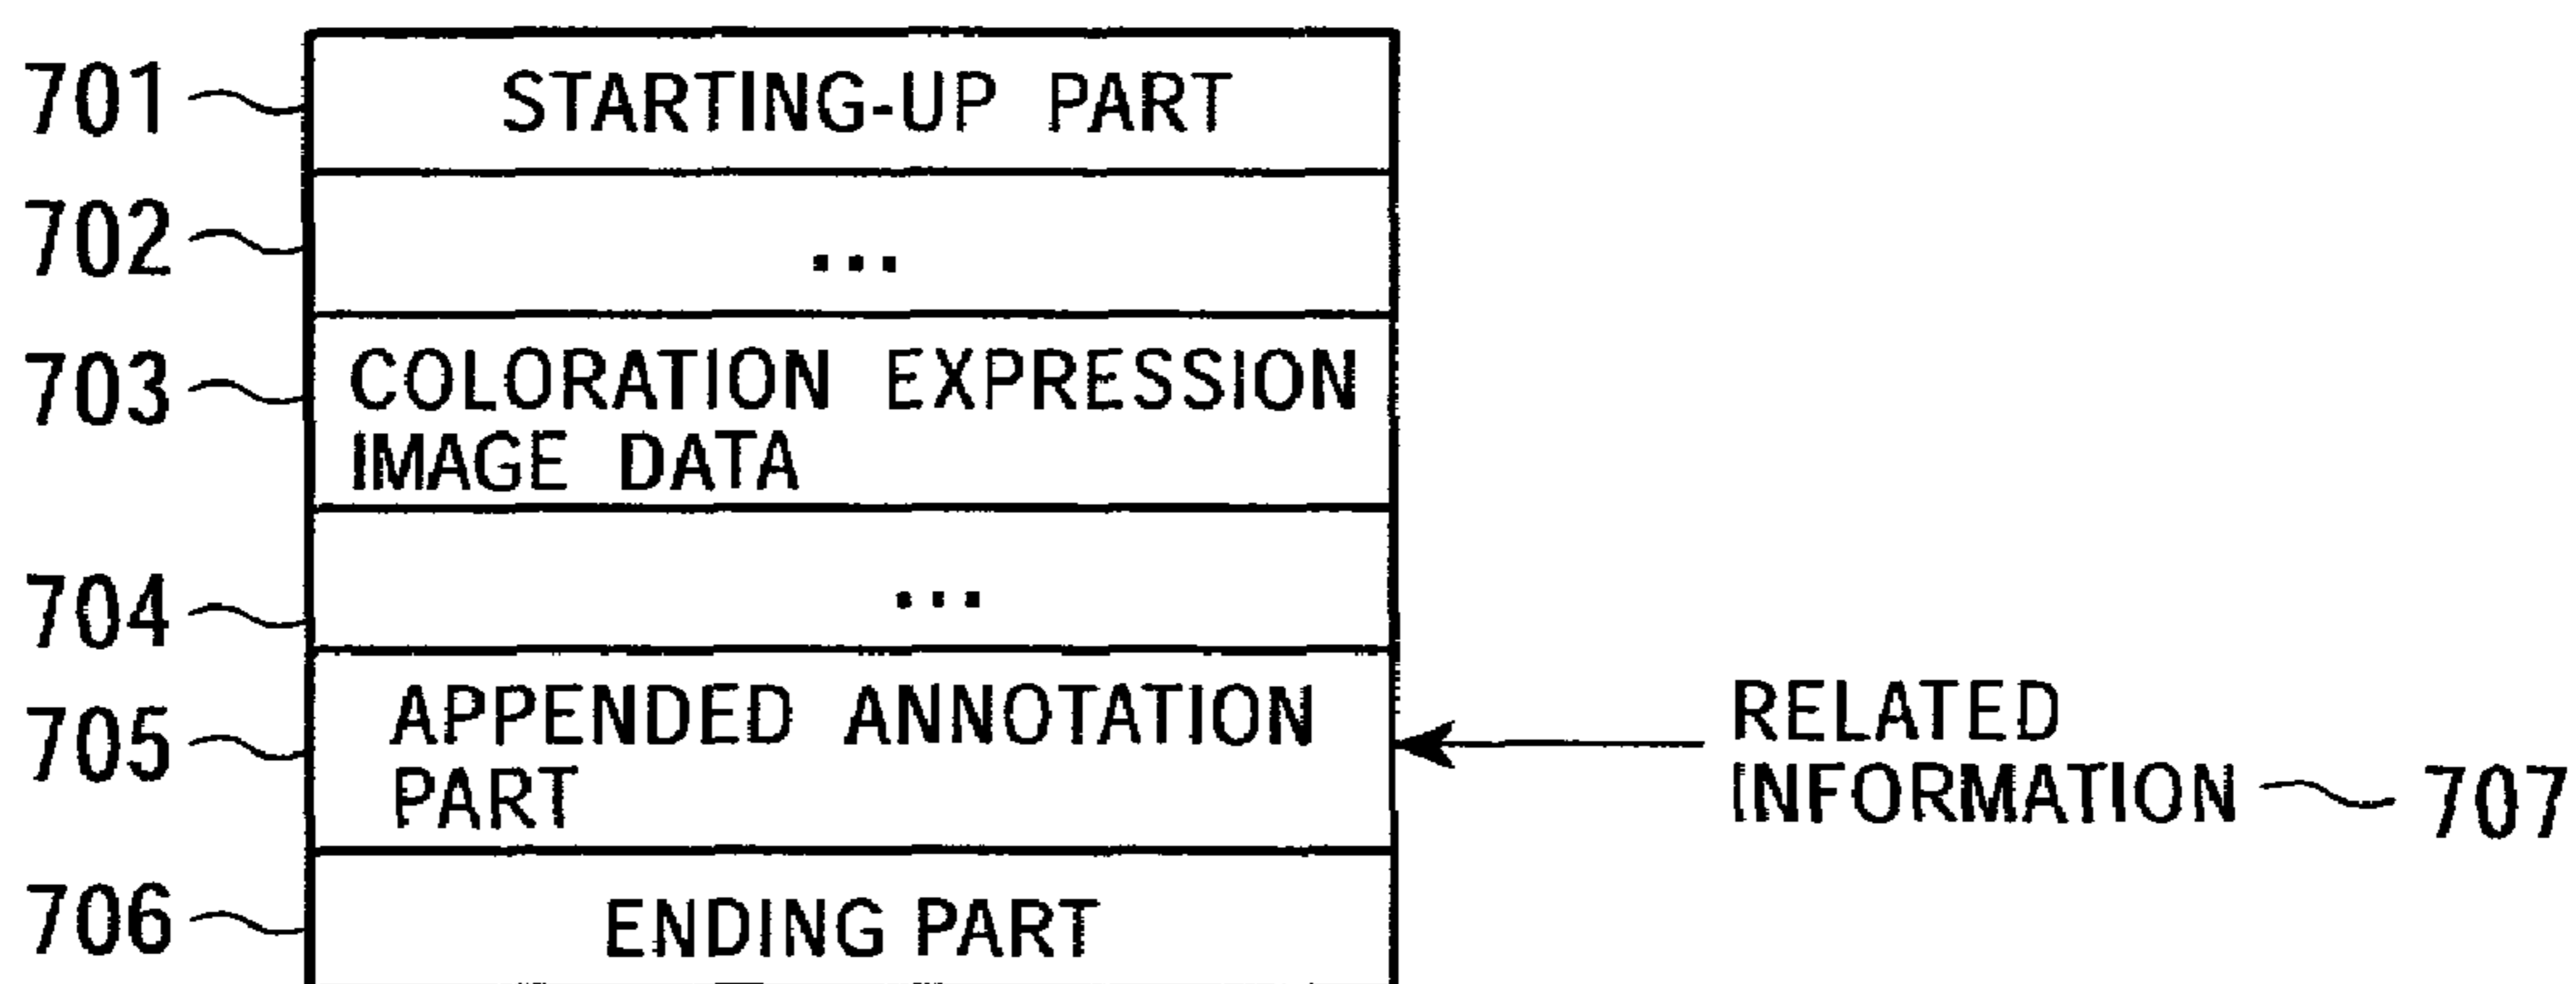 701 STARTING-UP PART
702 ...
703 COLORATION EXPRESSION
IMAGE DATA
704 ...
705 APPENDED ANNOTATION
PART
RELATED
INFORMATION 707
706 ENDING PART